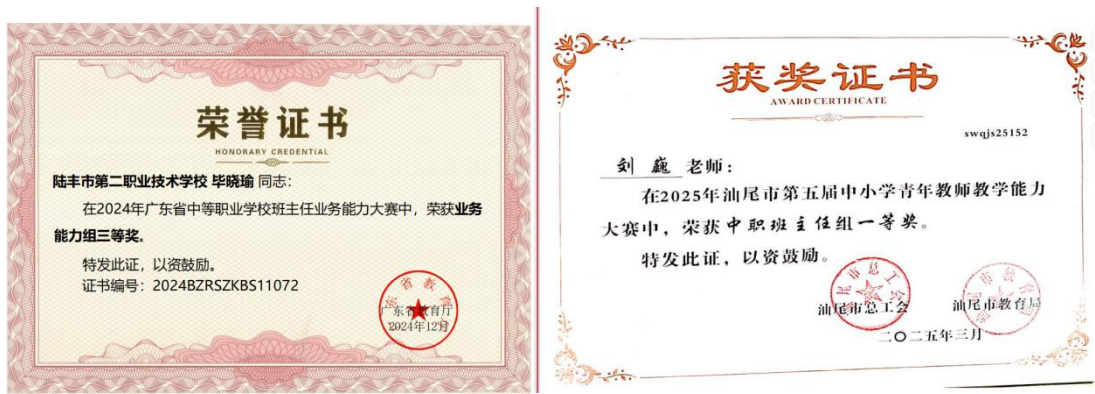 荣誉证书
HONORARY CREDENTIAL
陆丰市第二职业技术学校 毕晓瑜 同志：
在2024年广东省中等职业学校班主任业务能力大赛中，荣获业务
能力组三等奖。
特发此证，以资鼓励。
证书编号：2024BZRSZKBS11072
广东省教育厅
2024年12月
获奖证书
AWARD CERTIFICATE
swqjs25152
刘巍 老师：
在2025年汕尾市第五届中小学青年教师教学能力
大赛中，荣获中职班主任组一等奖。
特发此证，以资鼓励。
汕尾市总工会 汕尾市教育局
二〇二五年三月